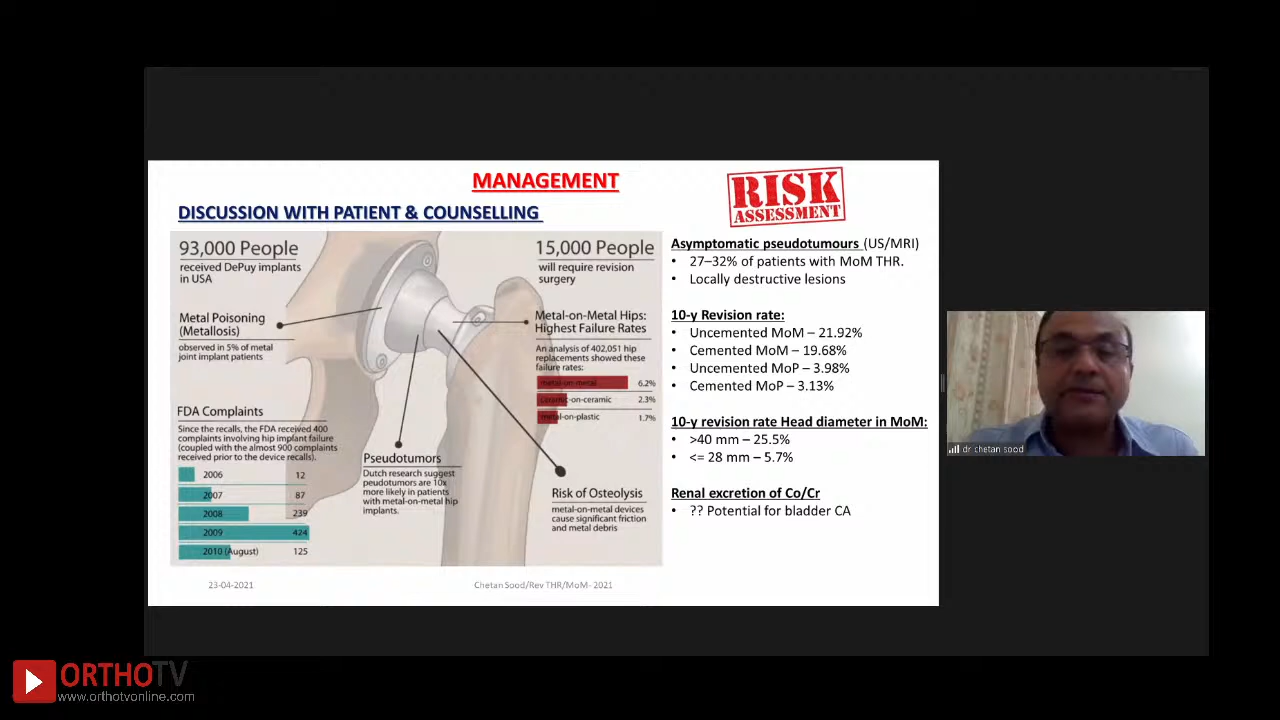 MANAGEMENT
RISK
ASSESSMENT
DISCUSSION WITH PATIENT & COUNSELLING
93,000 People
received DePuy implants
in USA
15,000 People
will require revision
surgery
Metal Poisoning
(Metallosis)
observed in 5% of metal
joint implant patients
Metal-on-Metal Hips:
Highest Failure Rates
An analysis of 402,051 hip
replacements showed these
failure rates:
metal-on-metal 6.2%
ceramic-on-ceramic 2.3%
metal-on-plastic 1.7%
FDA Complaints
Since the recalls, the FDA received 400
complaints involving hip implant failure
(coupled with the almost 900 complaints
received prior to the device recalls).
2006 12
2007 87
2008 239
2009 424
2010 (August) 125
Pseudotumors
Dutch research suggest
peudotumors are 10x
more likely in patients
with metal-on-metal hip
implants.
Risk of Osteolysis
metal-on-metal devices
cause significant friction
and metal debris
Asymptomatic pseudotumours (US/MRI)
• 27–32% of patients with MoM THR.
• Locally destructive lesions
10-y Revision rate:
• Uncemented MoM – 21.92%
• Cemented MoM – 19.68%
• Uncemented MoP – 3.98%
• Cemented MoP – 3.13%
10-y revision rate Head diameter in MoM:
• >40 mm – 25.5%
• <= 28 mm – 5.7%
Renal excretion of Co/Cr
• ?? Potential for bladder CA
23-04-2021
Chetan Sood/Rev THR/MoM- 2021
dr chetan sood
ORTHOTV
www.orthotvonline.com